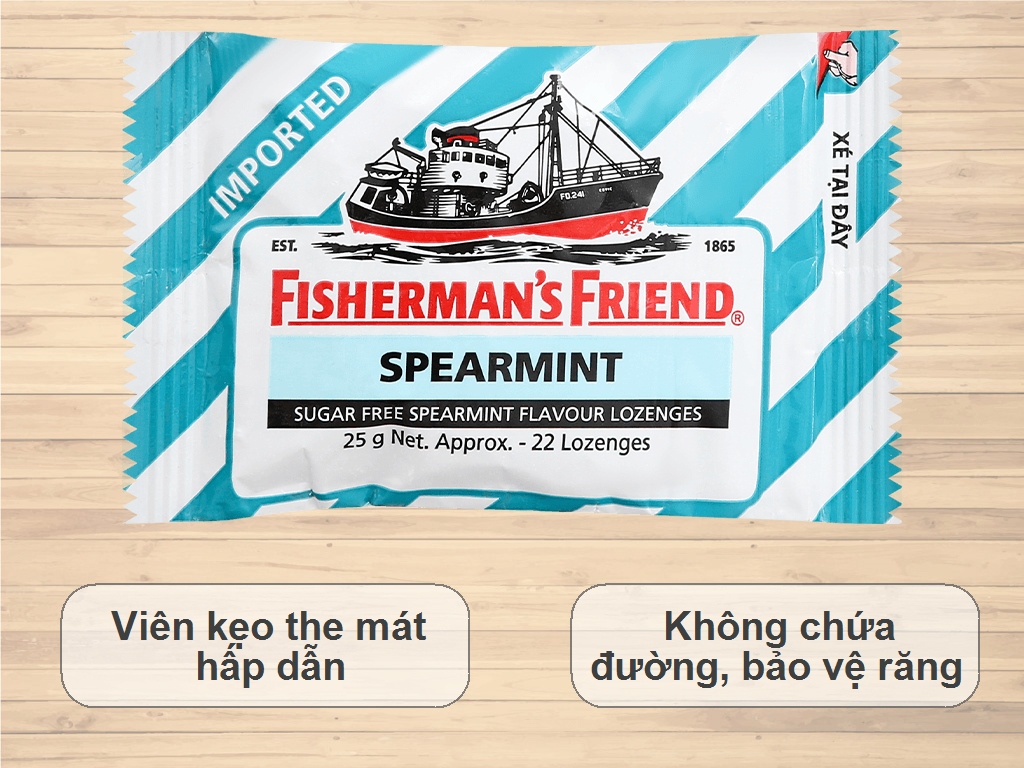 IMPORTED
XÉ TẠI ĐÂY
FD.241
EST. 1865
FISHERMAN'S FRIEND®
SPEARMINT
SUGAR FREE SPEARMINT FLAVOUR LOZENGES
25 g Net. Approx. - 22 Lozenges
Viên kẹo the mát
hấp dẫn
Không chứa
đường, bảo vệ răng